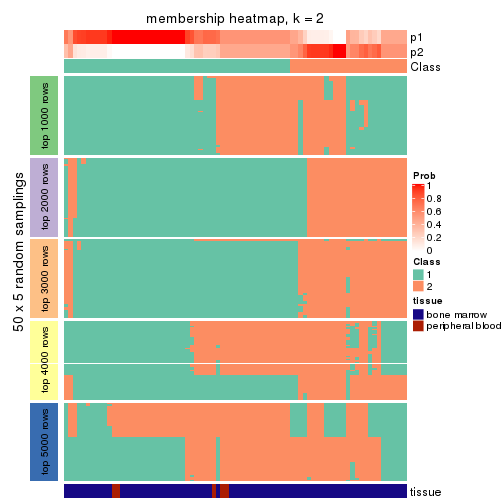 membership heatmap, k = 2
p1
p2
Class
50 x 5 random samplings
top 1000 rows
top 2000 rows
top 3000 rows
top 4000 rows
top 5000 rows
Prob
1
0.8
0.6
0.4
0.2
0
Class
1
2
tissue
bone marrow
peripheral blood
tissue